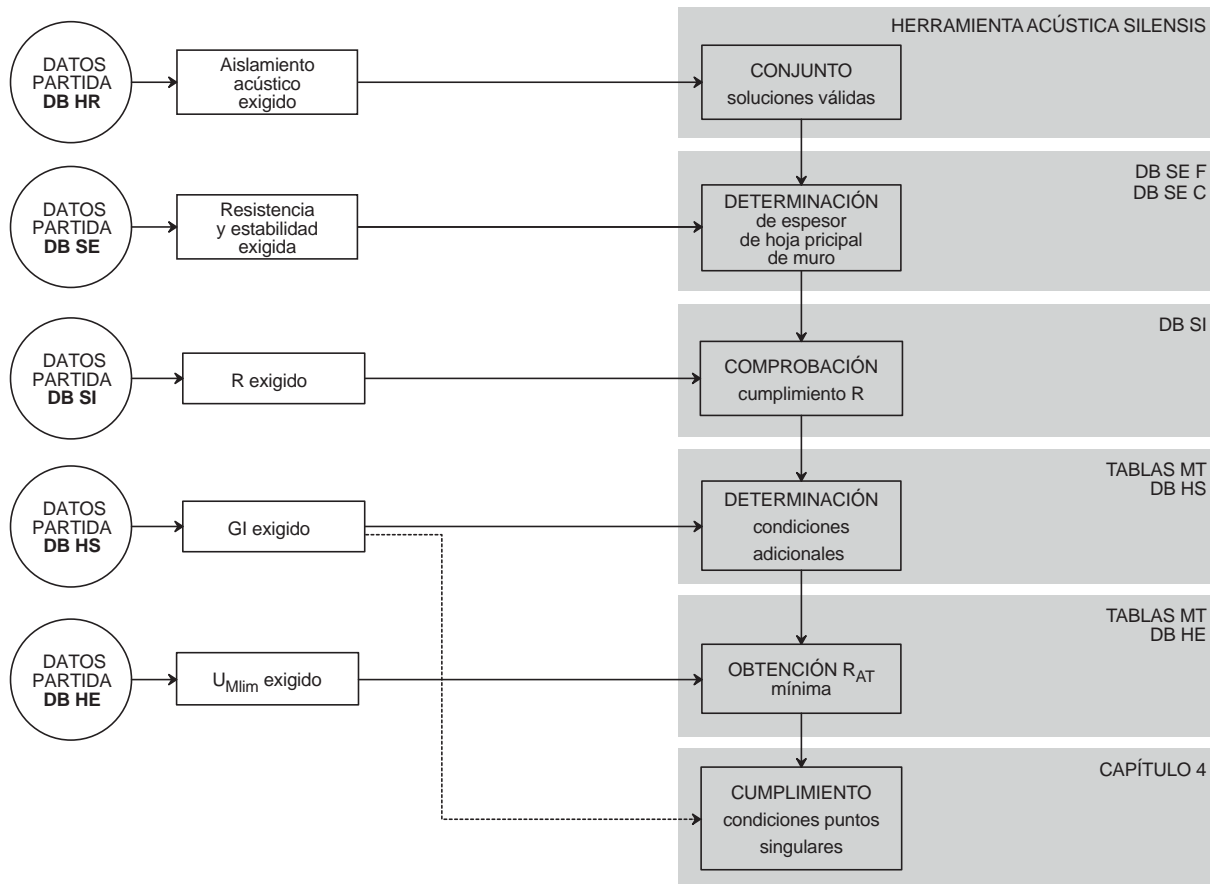 HERRAMIENTA ACÚSTICA SILENSIS
DATOS
PARTIDA
DB HR
Aislamiento
acústico
exigido
CONJUNTO
soluciones válidas
DB SE F
DB SE C
DATOS
PARTIDA
DB SE
Resistencia
y estabilidad
exigida
DETERMINACIÓN
de espesor
de hoja pricipal
de muro
DB SI
DATOS
PARTIDA
DB SI
R exigido
COMPROBACIÓN
cumplimiento R
TABLAS MT
DB HS
DATOS
PARTIDA
DB HS
GI exigido
DETERMINACIÓN
condiciones
adicionales
TABLAS MT
DB HE
DATOS
PARTIDA
DB HE
UMlim exigido
OBTENCIÓN RAT
mínima
CAPÍTULO 4
CUMPLIMIENTO
condiciones puntos
singulares